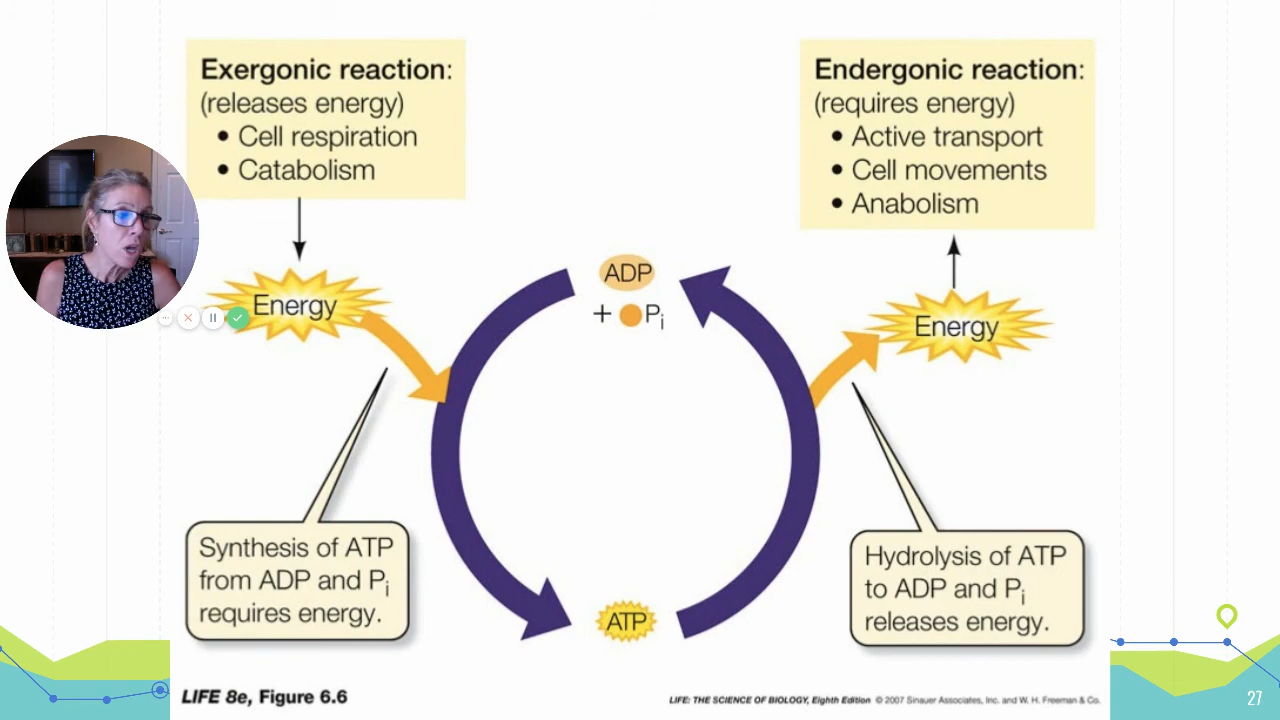 Exergonic reaction:
(releases energy)
• Cell respiration
• Catabolism
Endergonic reaction:
(requires energy)
• Active transport
• Cell movements
• Anabolism
Energy
ADP
+ Pi
Energy
Synthesis of ATP
from ADP and Pi
requires energy.
ATP
Hydrolysis of ATP
to ADP and Pi
releases energy.
LIFE 8e, Figure 6.6
LIFE: THE SCIENCE OF BIOLOGY, Eighth Edition © 2007 Sinauer Associates, Inc. and W. H. Freeman & Co.
27